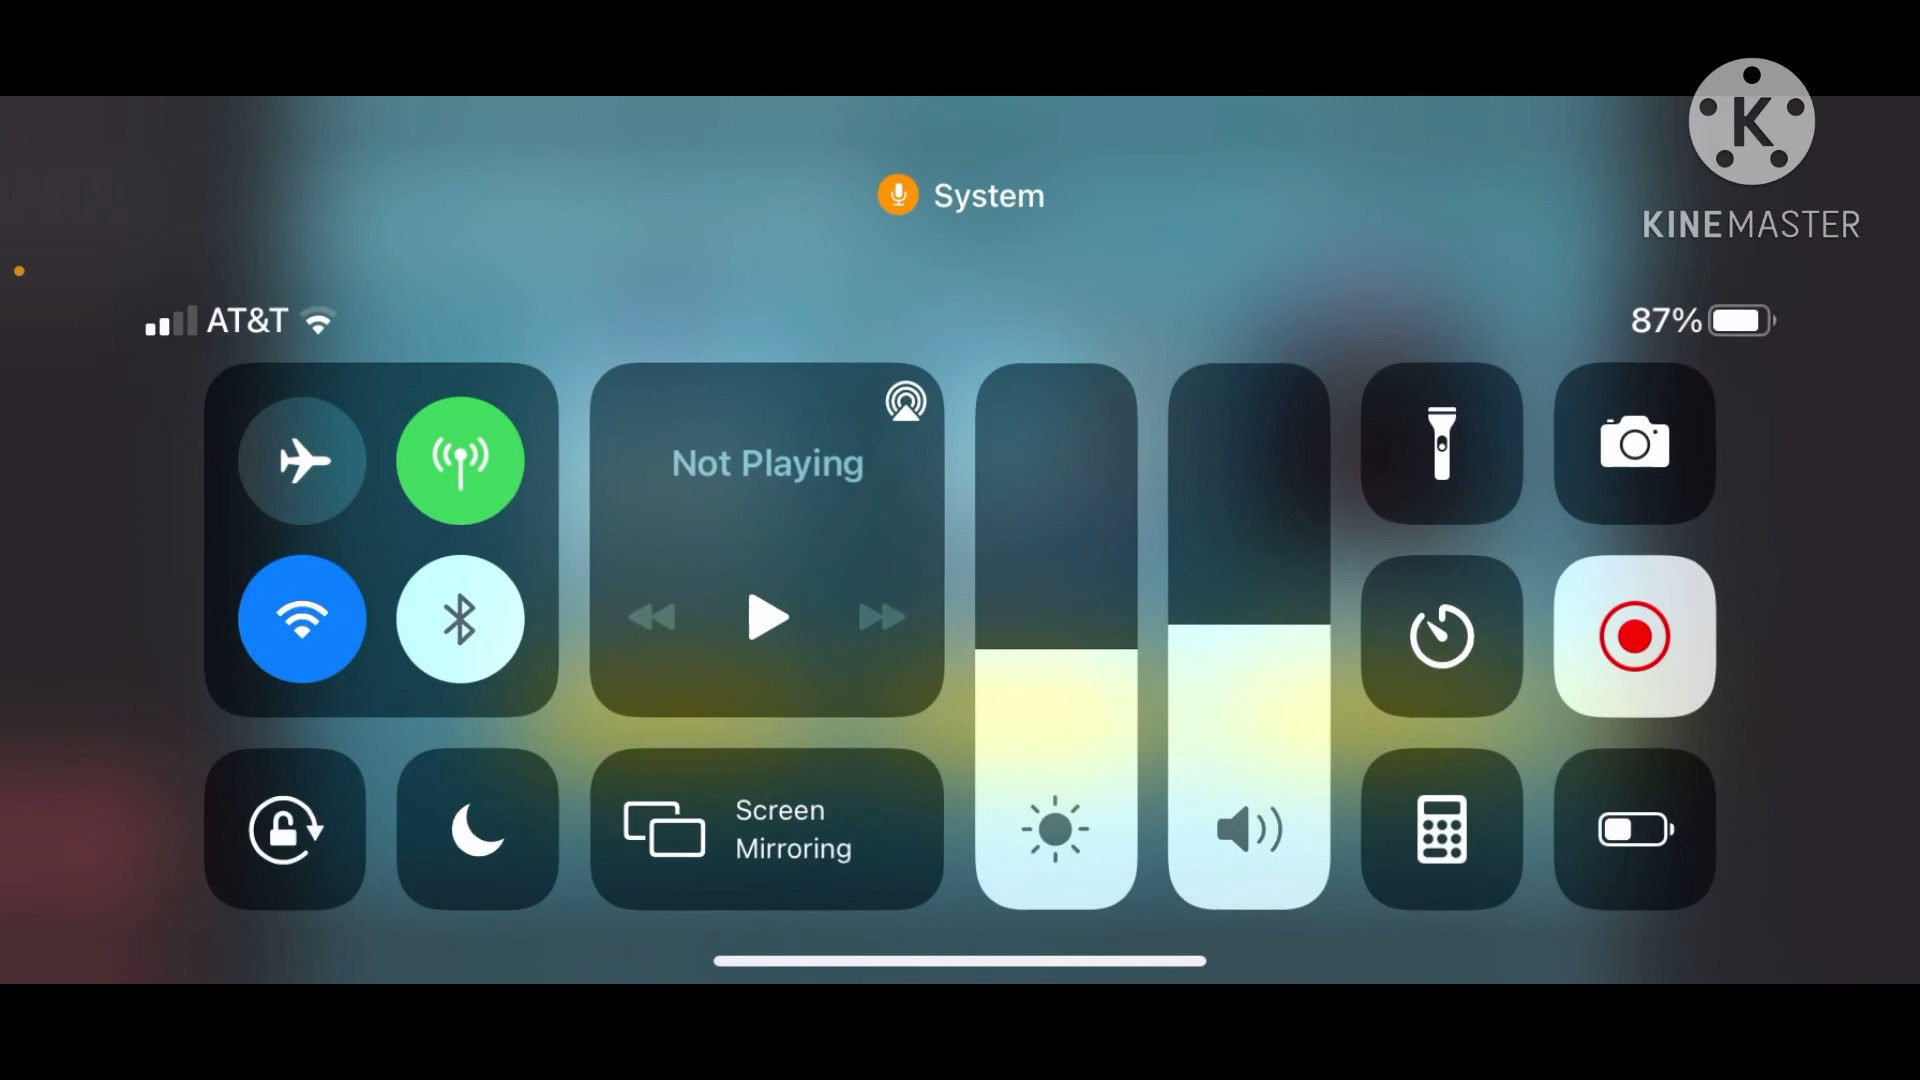 System
K
KINEMASTER
AT&T
87%
Not Playing
Screen
Mirroring